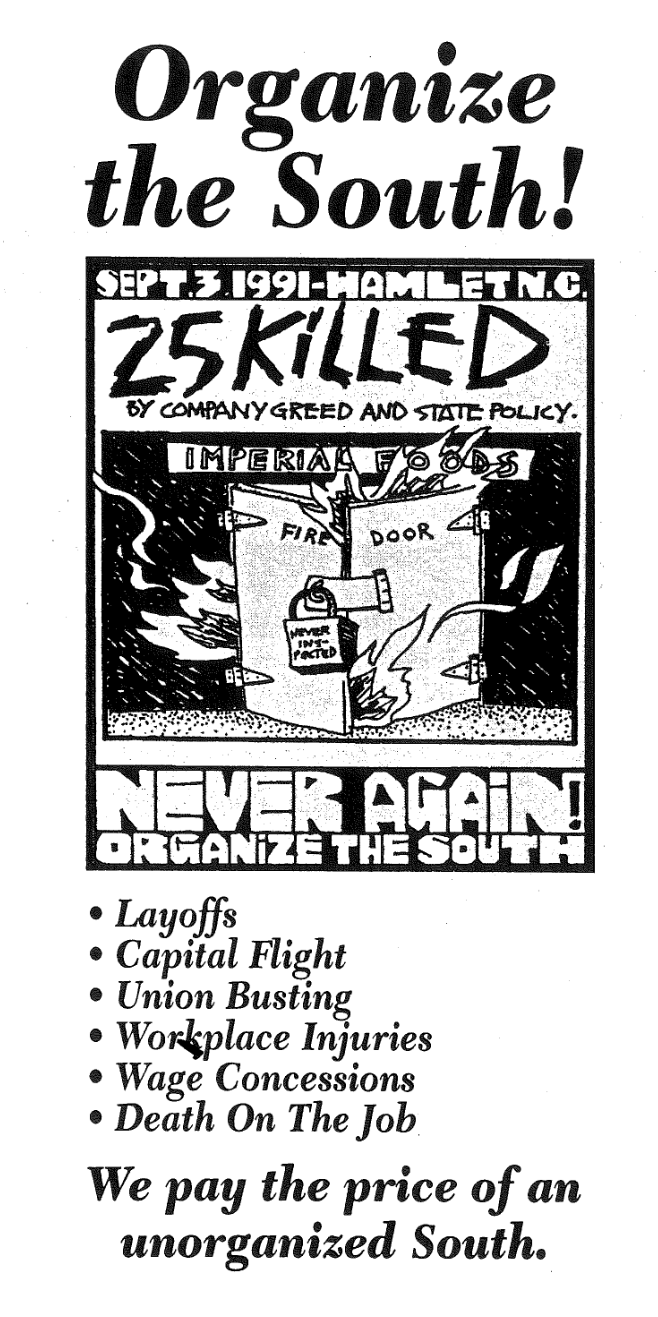 Organize
the South!
SEPT.3.1991-HAMLET N.C.
25 KiLLED
BY COMPANY GREED AND STATE POLICY.
IMPERIAL FOODS
FIRE DOOR
NEVER
INS-
PECTED
NEVER AGAiN!
ORGANiZE THE SOUTH
• Layoffs
• Capital Flight
• Union Busting
• Workplace Injuries
• Wage Concessions
• Death On The Job
We pay the price of an
unorganized South.